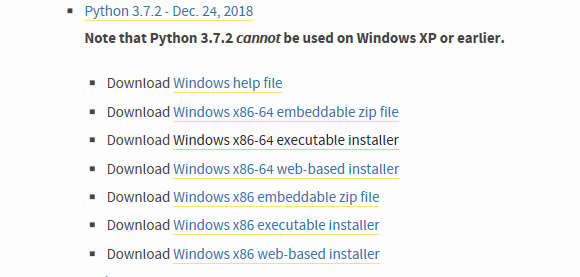 Python 3.7.2 - Dec. 24, 2018
Note that Python 3.7.2 cannot be used on Windows XP or earlier.
Download Windows help file
Download Windows x86-64 embeddable zip file
Download Windows x86-64 executable installer
Download Windows x86-64 web-based installer
Download Windows x86 embeddable zip file
Download Windows x86 executable installer
Download Windows x86 web-based installer